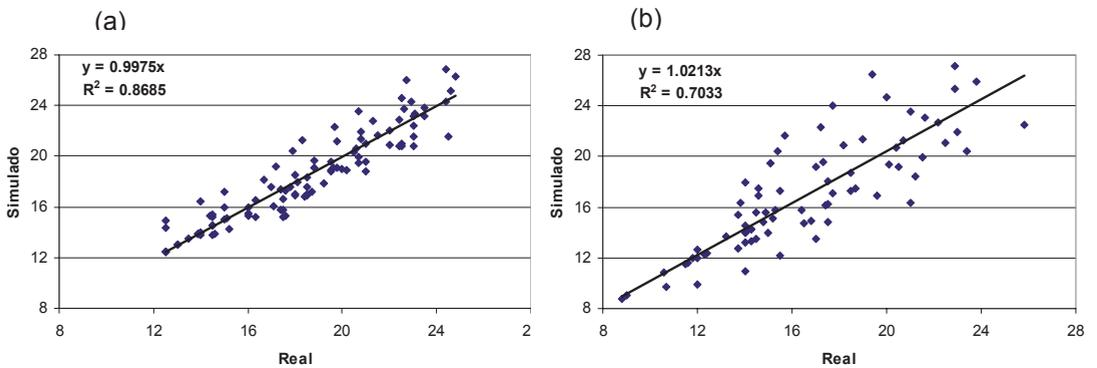 (a)
y = 0.9975x
R² = 0.8685
28
24
20
16
12
8
Simulado
8
12
16
20
24
2
Real
(b)
y = 1.0213x
R² = 0.7033
28
24
20
16
12
8
Simulado
8
12
16
20
24
28
Real